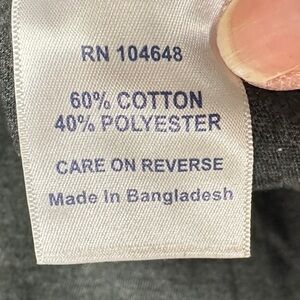 RN 104648
60% COTTON
40% POLYESTER
CARE ON REVERSE
Made In Bangladesh